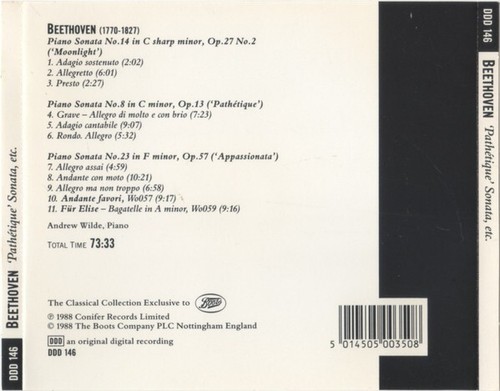 BEETHOVEN (1770-1827)
Piano Sonata No.14 in C sharp minor, Op.27 No.2
(‘Moonlight’)
1. Adagio sostenuto (2:02)
2. Allegretto (6:01)
3. Presto (2:27)
Piano Sonata No.8 in C minor, Op.13 (‘Pathétique’)
4. Grave – Allegro di molto e con brio (7:23)
5. Adagio cantabile (9:07)
6. Rondo. Allegro (5:32)
Piano Sonata No.23 in F minor, Op.57 (‘Appassionata’)
7. Allegro assai (4:59)
8. Andante con moto (10:21)
9. Allegro ma non troppo (6:58)
10. Andante favori, Wo057 (9:17)
11. Für Elise – Bagatelle in A minor, Wo059 (9:16)
Andrew Wilde, Piano
TOTAL TIME 73:33
The Classical Collection Exclusive to Boots
℗ 1988 Conifer Records Limited
© 1988 The Boots Company PLC Nottingham England
DDD an original digital recording
DDD 146
5 014505 003508
DDD 146 BEETHOVEN ‘Pathétique’ Sonata, etc.
DDD 146 BEETHOVEN ‘Pathétique’ Sonata, etc.